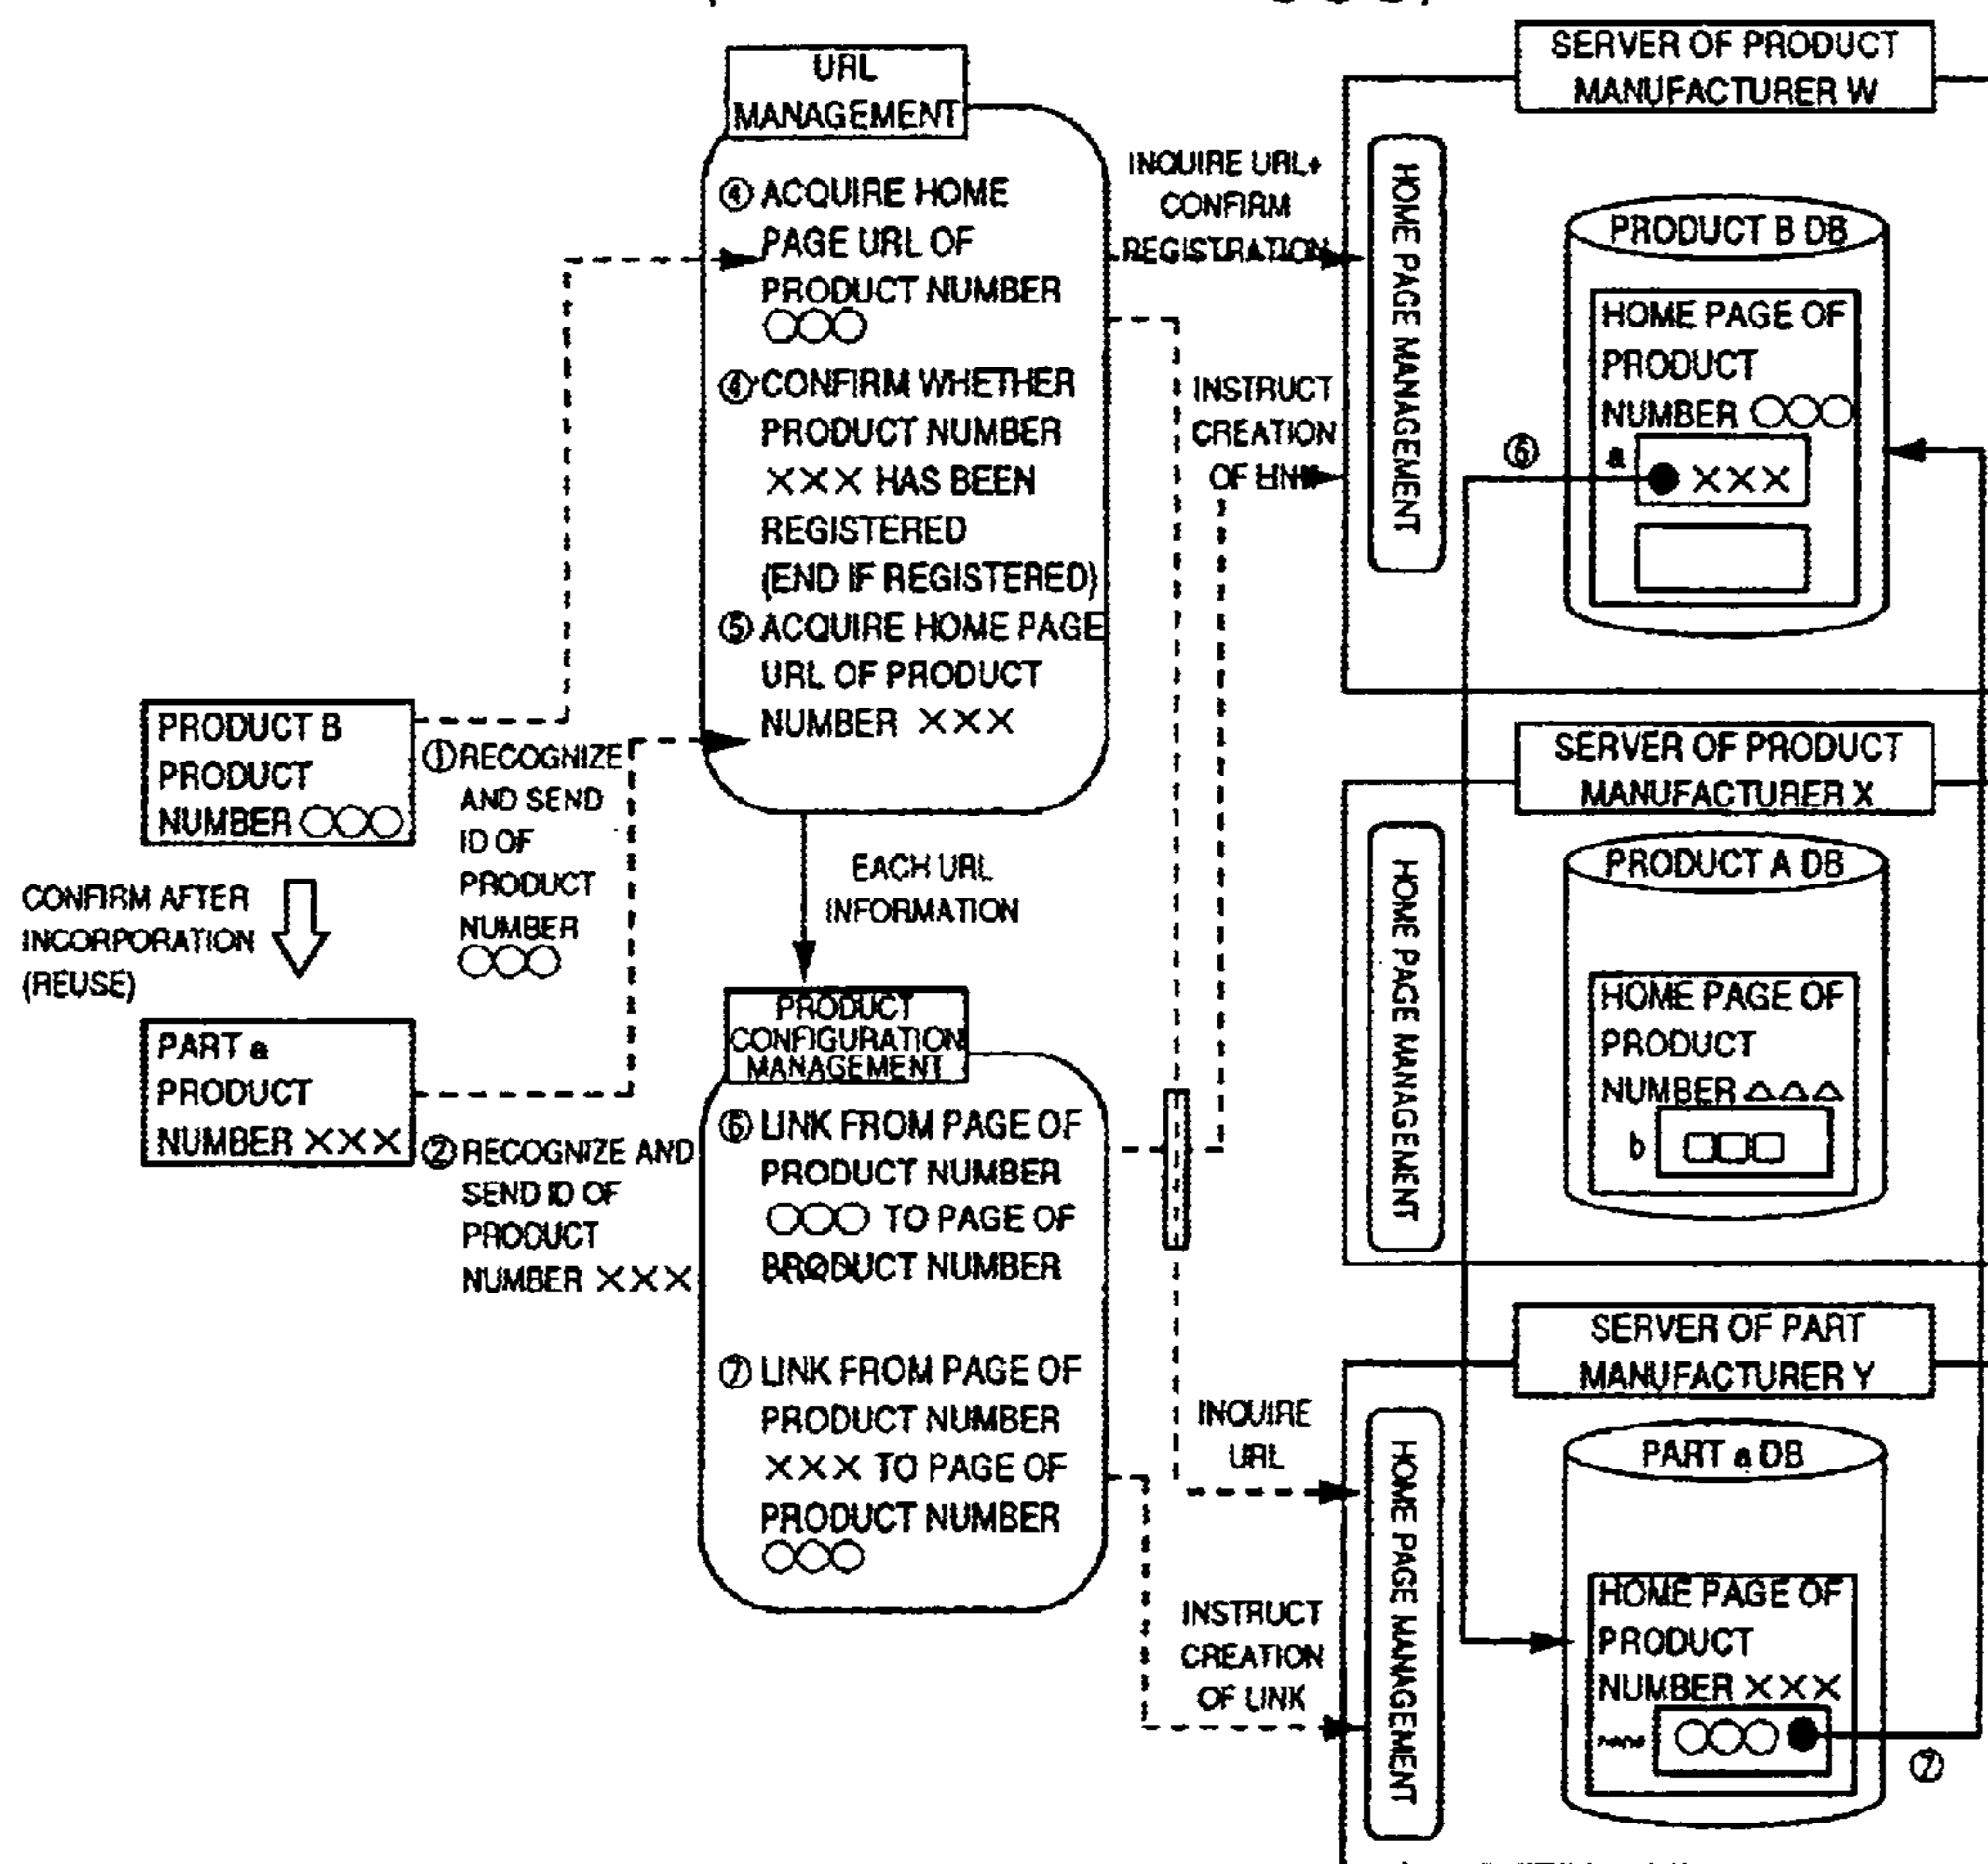 URL
MANAGEMENT
④ ACQUIRE HOME
PAGE URL OF
PRODUCT NUMBER
○○○
④' CONFIRM WHETHER
PRODUCT NUMBER
××× HAS BEEN
REGISTERED
(END IF REGISTERED)
⑤ ACQUIRE HOME PAGE
URL OF PRODUCT
NUMBER ×××
PRODUCT B
PRODUCT
NUMBER ○○○
① RECOGNIZE
AND SEND
ID OF
PRODUCT
NUMBER
○○○
CONFIRM AFTER
INCORPORATION
(REUSE)
PART a
PRODUCT
NUMBER ×××
② RECOGNIZE AND
SEND ID OF
PRODUCT
NUMBER ×××
EACH URL
INFORMATION
PRODUCT
CONFIGURATION
MANAGEMENT
⑥ LINK FROM PAGE OF
PRODUCT NUMBER
○○○ TO PAGE OF
PRODUCT NUMBER
⑦ LINK FROM PAGE OF
PRODUCT NUMBER
××× TO PAGE OF
PRODUCT NUMBER
○○○
INQUIRE URL+
CONFIRM
REGISTRATION
INSTRUCT
CREATION
OF LINK
INQUIRE
URL
INSTRUCT
CREATION
OF LINK
SERVER OF PRODUCT
MANUFACTURER W
HOME PAGE MANAGEMENT
PRODUCT B DB
HOME PAGE OF
PRODUCT
NUMBER ○○○
⑥
a
● ×××
SERVER OF PRODUCT
MANUFACTURER X
HOME PAGE MANAGEMENT
PRODUCT A DB
HOME PAGE OF
PRODUCT
NUMBER △△△
b □□□
SERVER OF PART
MANUFACTURER Y
HOME PAGE MANAGEMENT
PART a DB
HOME PAGE OF
PRODUCT
NUMBER ×××
○○○ ●
⑦